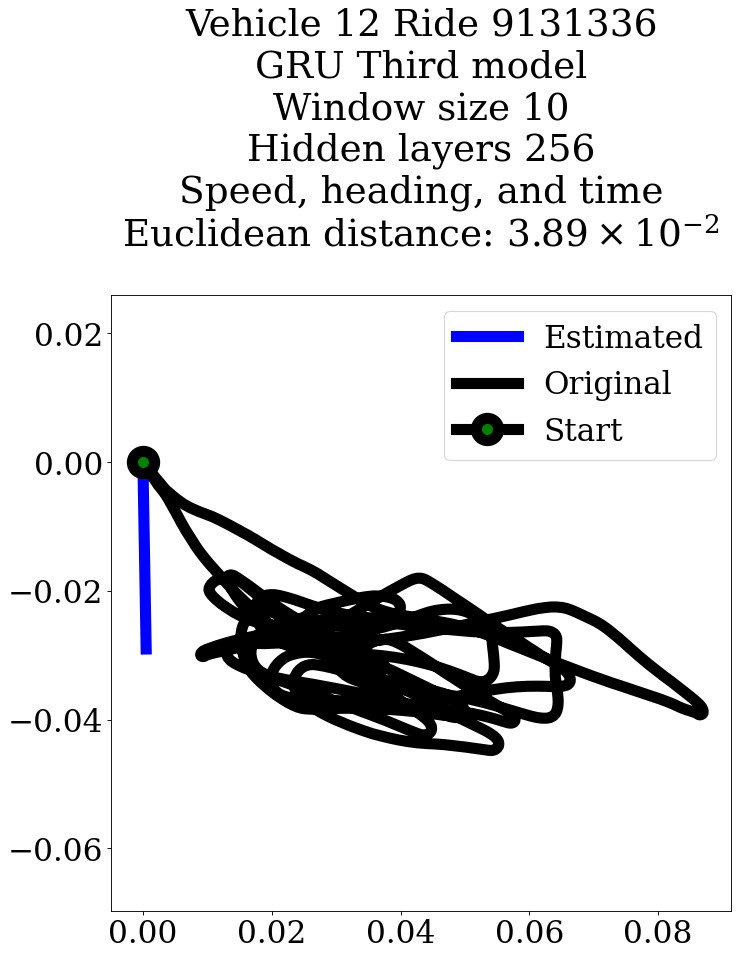 Vehicle 12 Ride 9131336
GRU Third model
Window size 10
Hidden layers 256
Speed, heading, and time
Euclidean distance: 3.89 × 10⁻²
Estimated
Original
Start
0.02
0.00
−0.02
−0.04
−0.06
0.00 0.02 0.04 0.06 0.08